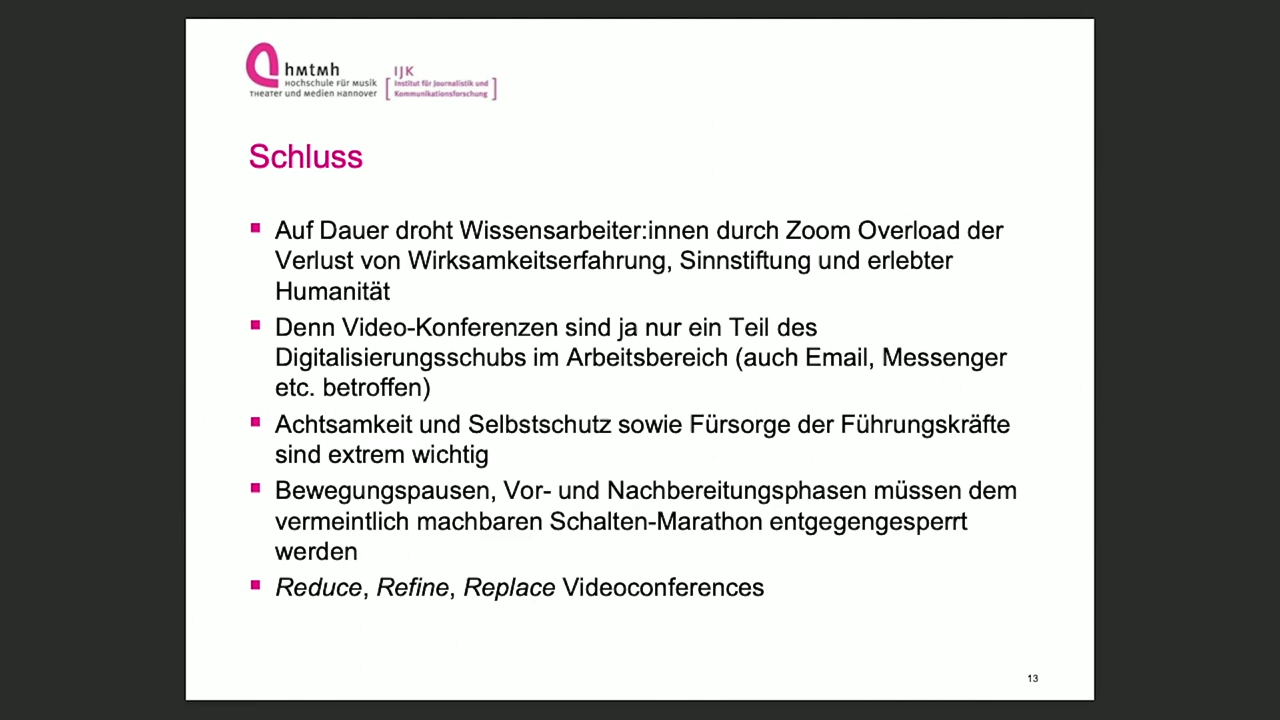 hmtmh
Hochschule für Musik
Theater und Medien Hannover
IJK
Institut für Journalistik und
Kommunikationsforschung
Schluss
Auf Dauer droht Wissensarbeiter:innen durch Zoom Overload der
Verlust von Wirksamkeitserfahrung, Sinnstiftung und erlebter
Humanität
Denn Video-Konferenzen sind ja nur ein Teil des
Digitalisierungsschubs im Arbeitsbereich (auch Email, Messenger
etc. betroffen)
Achtsamkeit und Selbstschutz sowie Fürsorge der Führungskräfte
sind extrem wichtig
Bewegungspausen, Vor- und Nachbereitungsphasen müssen dem
vermeintlich machbaren Schalten-Marathon entgegengesperrt
werden
Reduce, Refine, Replace Videoconferences
13